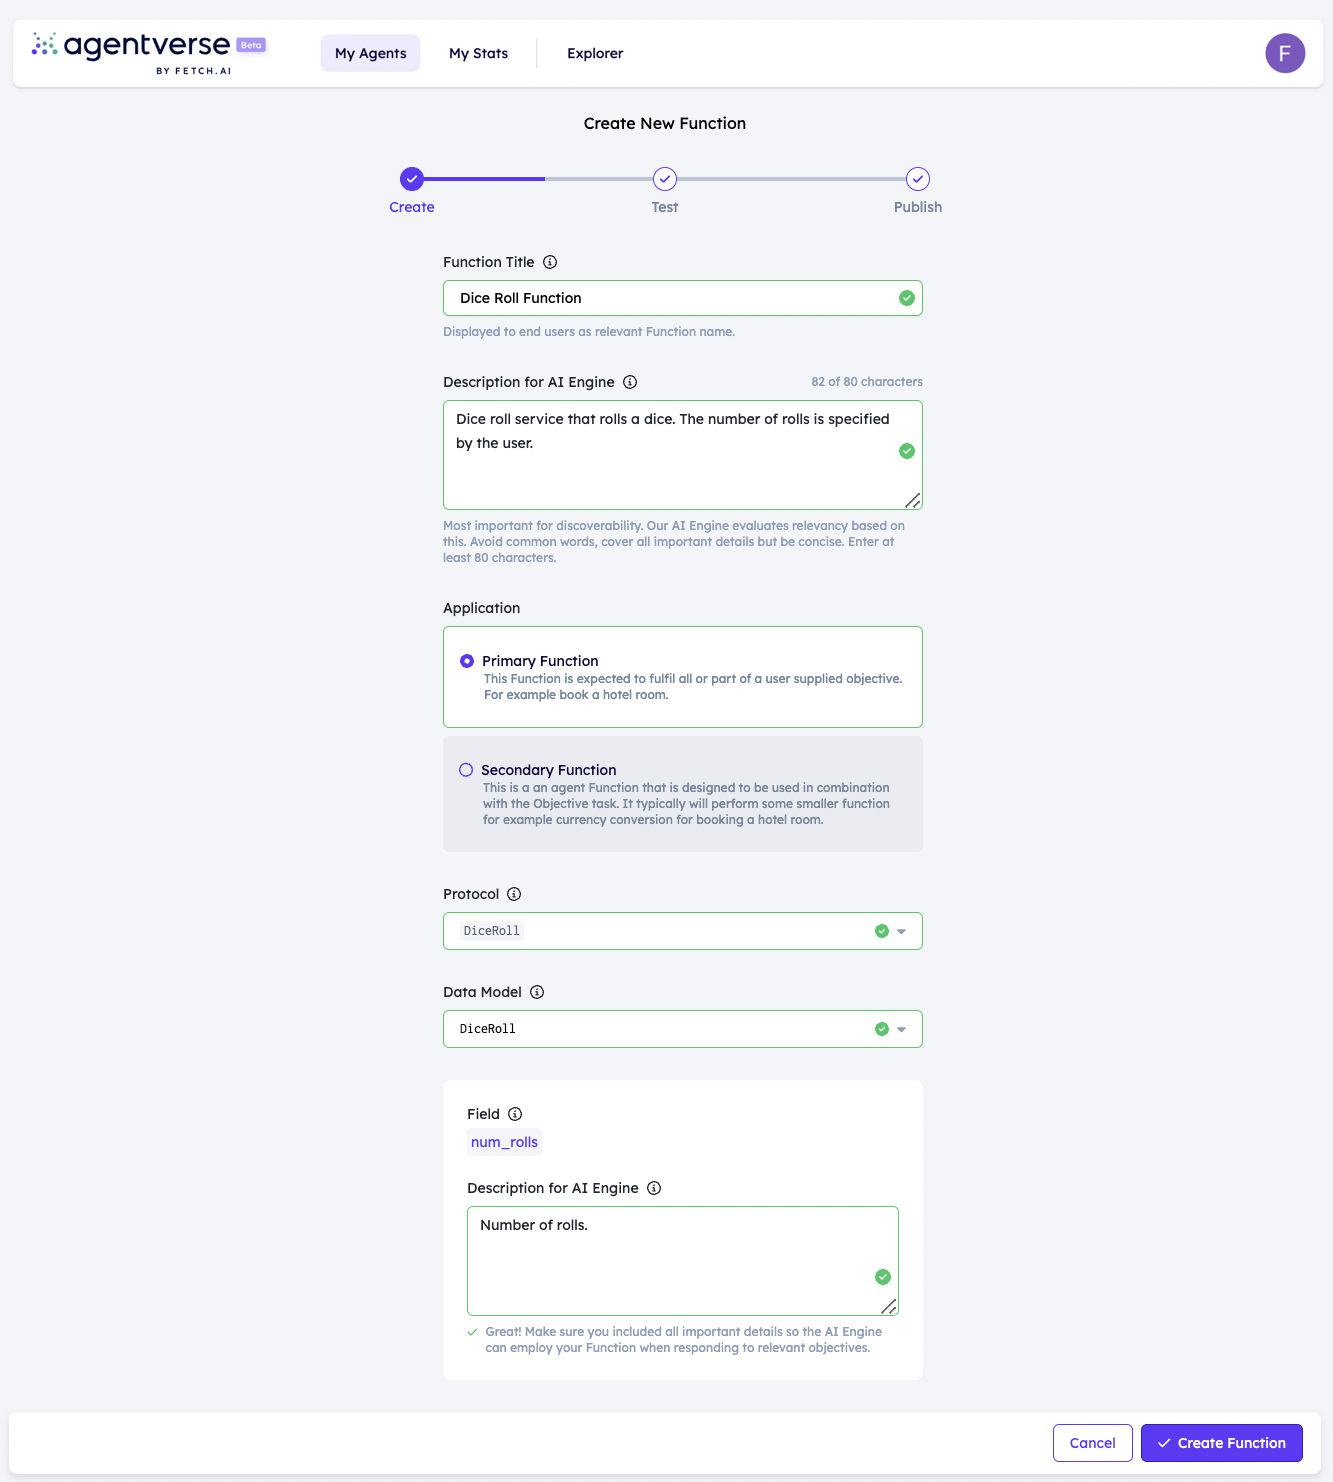 agentverse Beta
BY FETCH.AI
My Agents
My Stats
Explorer
F
Create New Function
Create
Test
Publish
Function Title
Dice Roll Function
Displayed to end users as relevant Function name.
Description for AI Engine
82 of 80 characters
Dice roll service that rolls a dice. The number of rolls is specified
by the user.
Most important for discoverability. Our AI Engine evaluates relevancy based on
this. Avoid common words, cover all important details but be concise. Enter at
least 80 characters.
Application
Primary Function
This Function is expected to fulfil all or part of a user supplied objective.
For example book a hotel room.
Secondary Function
This is a an agent Function that is designed to be used in combination
with the Objective task. It typically will perform some smaller function
for example currency conversion for booking a hotel room.
Protocol
DiceRoll
Data Model
DiceRoll
Field
num_rolls
Description for AI Engine
Number of rolls.
Great! Make sure you included all important details so the AI Engine
can employ your Function when responding to relevant objectives.
Cancel
Create Function